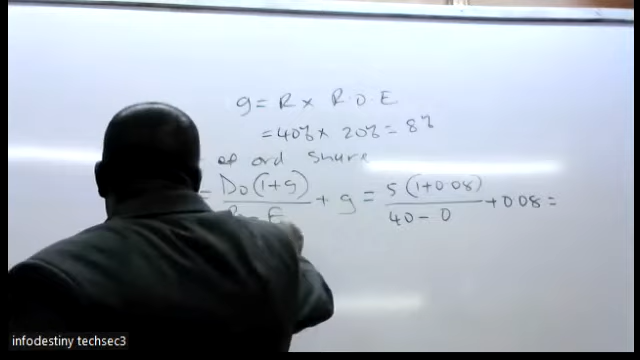 g = R x R.O.E
= 40% x 20% = 8%
of ord share
= Do(1+g) / + g = 5(1+0.08) / 40 - 0 + 0.08 =
infodestiny techsec3